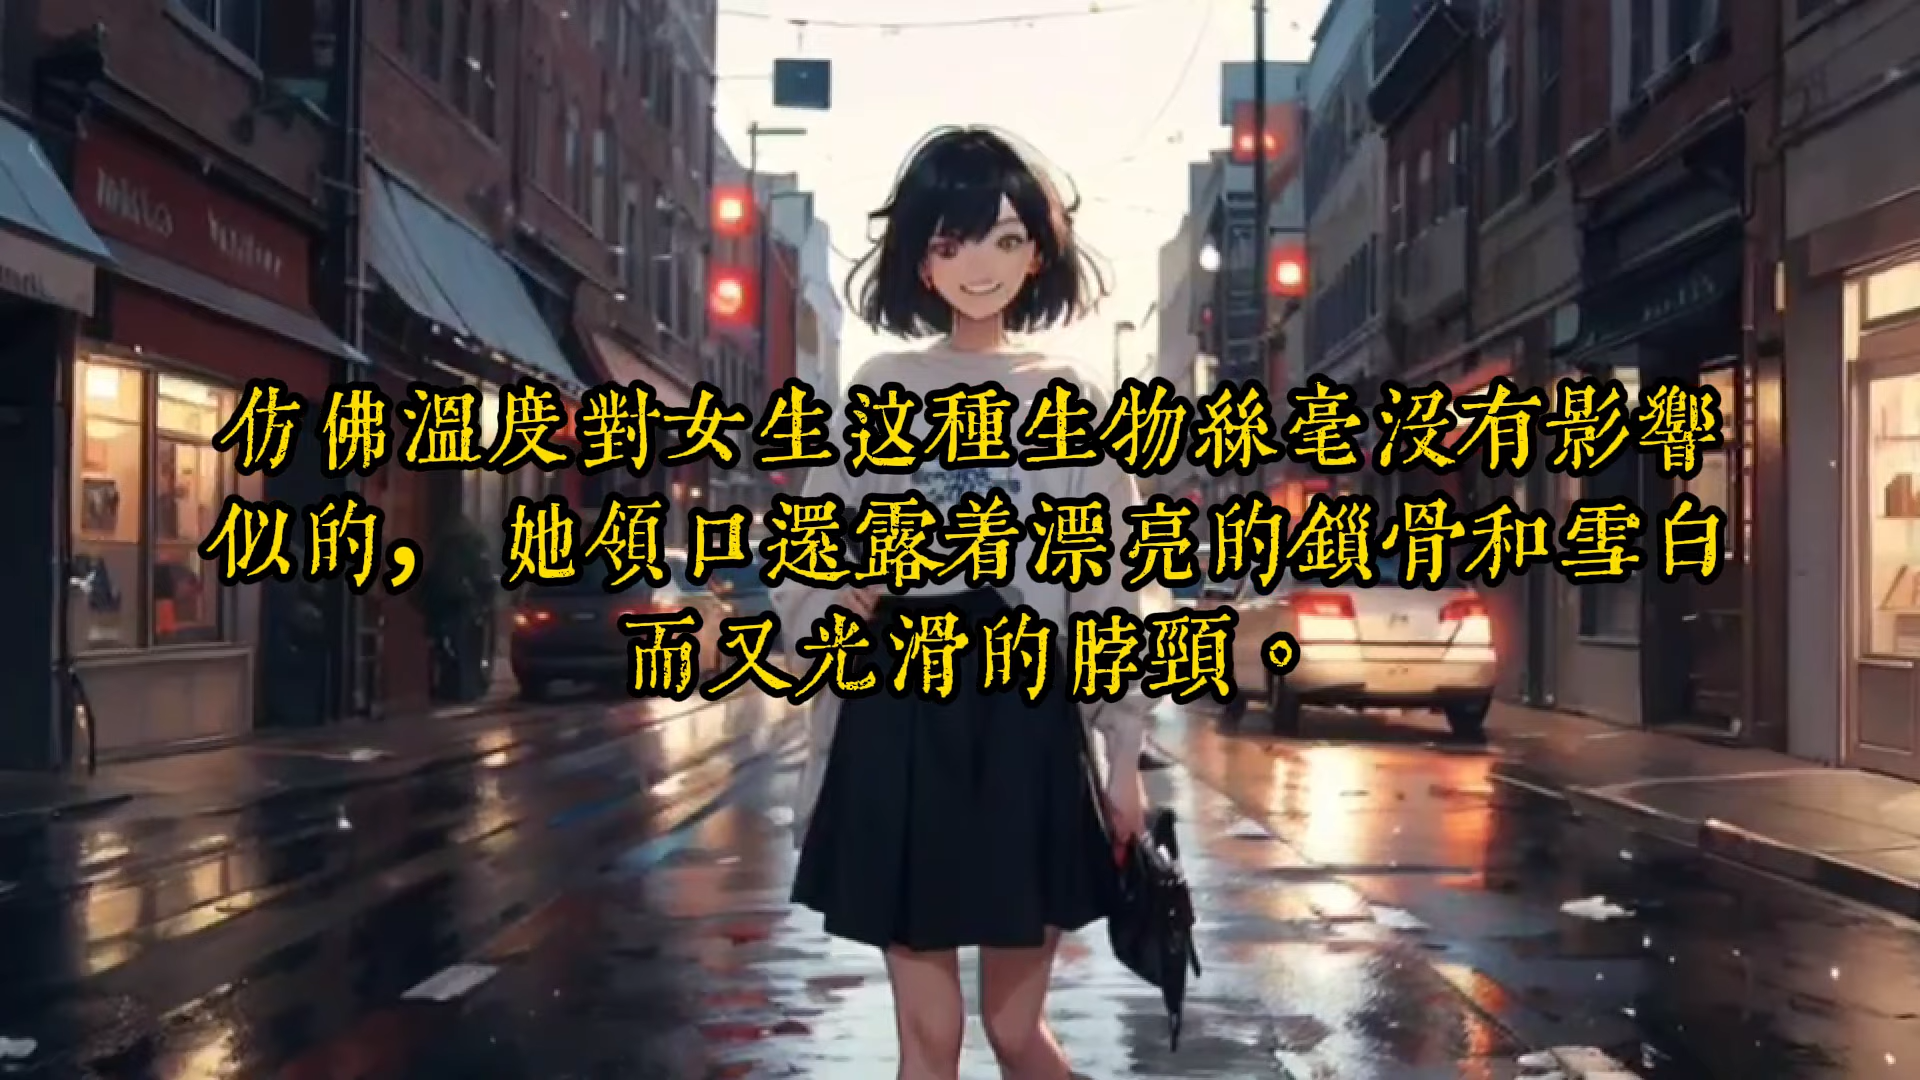 仿佛溫度對女生这種生物絲毫没有影響
似的，她領口還露着漂亮的鎖骨和雪白
而又光滑的脖頸。